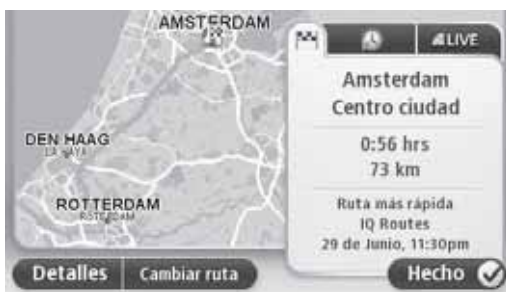 AMSTERDAM
DEN HAAG
LA HAYA
ROTTERDAM
LIVE
Amsterdam
Centro ciudad
0:56 hrs
73 km
Ruta más rápida
IQ Routes
29 de Junio, 11:30pm
Detalles
Cambiar ruta
Hecho